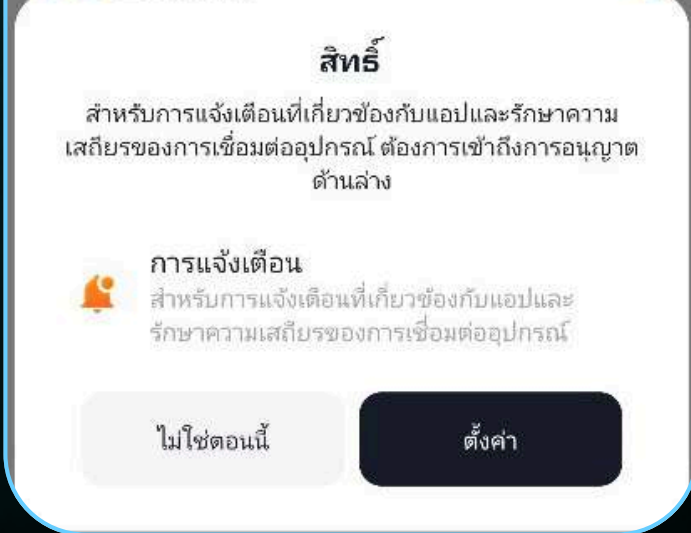 สิทธิ์
สำหรับการแจ้งเตือนที่เกี่ยวข้องกับแอปและรักษาความ
เสถียรของการเชื่อมต่ออุปกรณ์ ต้องการเข้าถึงการอนุญาต
ด้านล่าง
การแจ้งเตือน
สำหรับการแจ้งเตือนที่เกี่ยวข้องกับแอปและ
รักษาความเสถียรของการเชื่อมต่ออุปกรณ์
ไม่ใช่ตอนนี้
ตั้งค่า